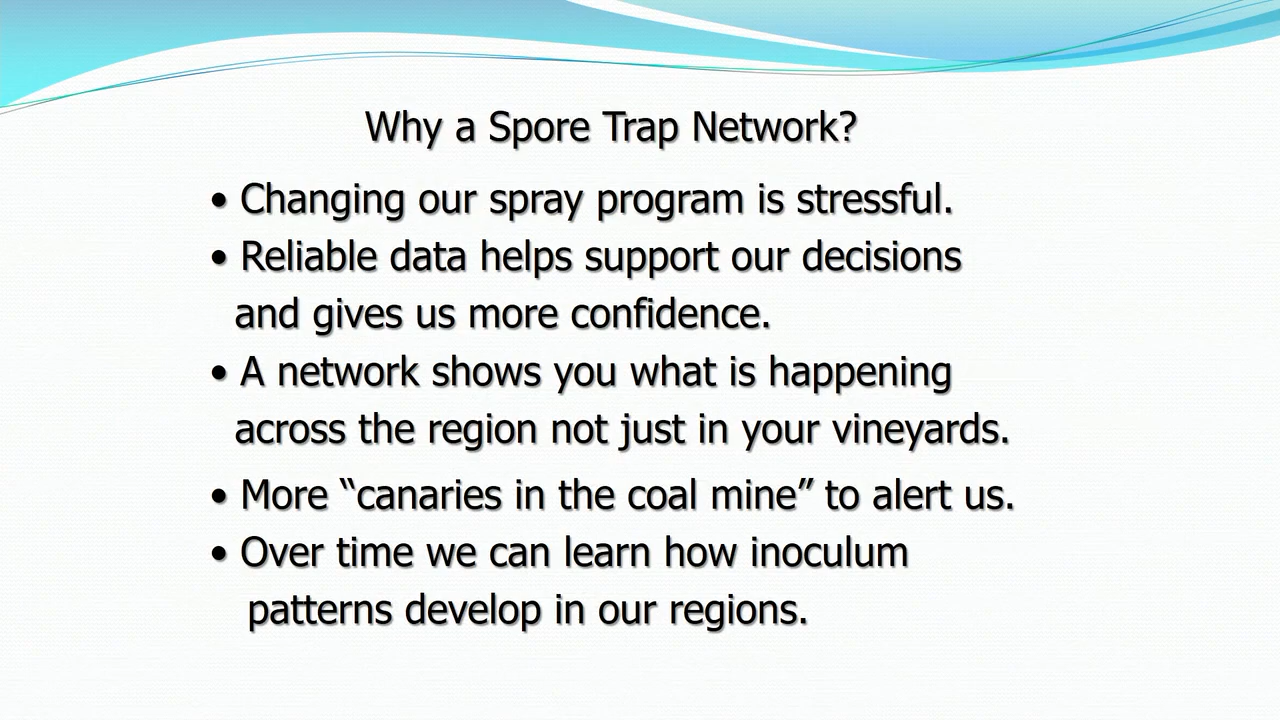 Why a Spore Trap Network?
• Changing our spray program is stressful.
• Reliable data helps support our decisions
and gives us more confidence.
• A network shows you what is happening
across the region not just in your vineyards.
• More “canaries in the coal mine” to alert us.
• Over time we can learn how inoculum
patterns develop in our regions.